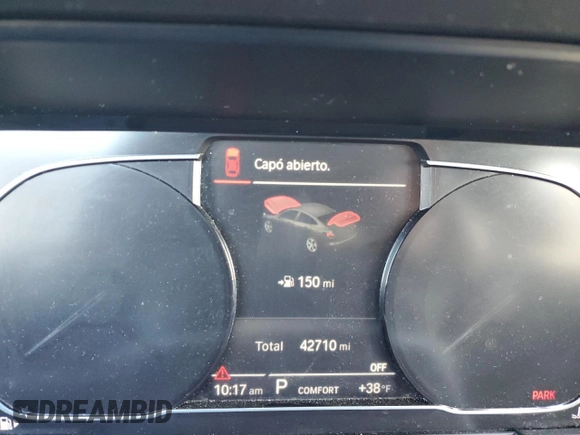 Capó abierto.
150 mi
Total 42710 mi
OFF
10:17 am P COMFORT +38°F
PARK
DREAMBID